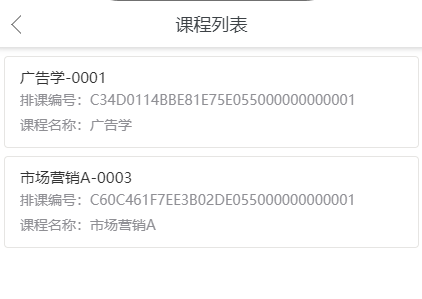 课程列表
广告学-0001
排课编号：C34D0114BBE81E75E055000000000001
课程名称：广告学
市场营销A-0003
排课编号：C60C461F7EE3B02DE055000000000001
课程名称：市场营销A